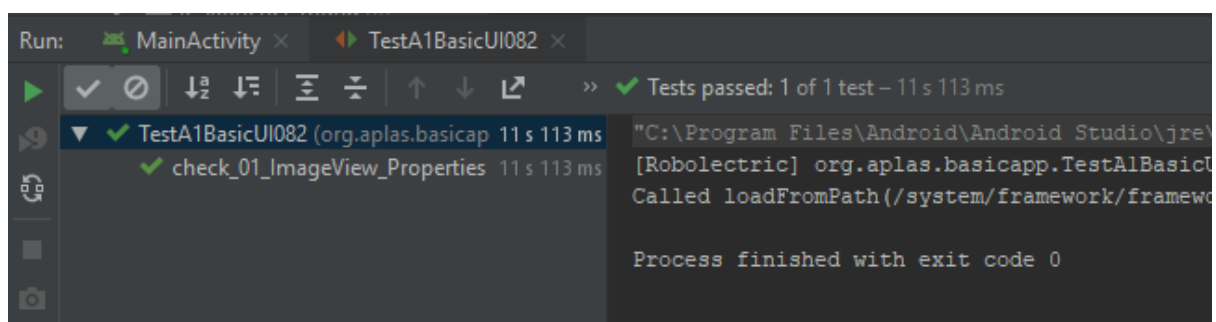 Run: MainActivity × TestA1BasicUI082 ×
» Tests passed: 1 of 1 test – 11 s 113 ms
TestA1BasicUI082 (org.aplas.basicap 11 s 113 ms
check_01_ImageView_Properties 11 s 113 ms
"C:\Program Files\Android\Android Studio\jre\
[Robolectric] org.aplas.basicapp.TestA1BasicU
Called loadFromPath(/system/framework/framewo
Process finished with exit code 0